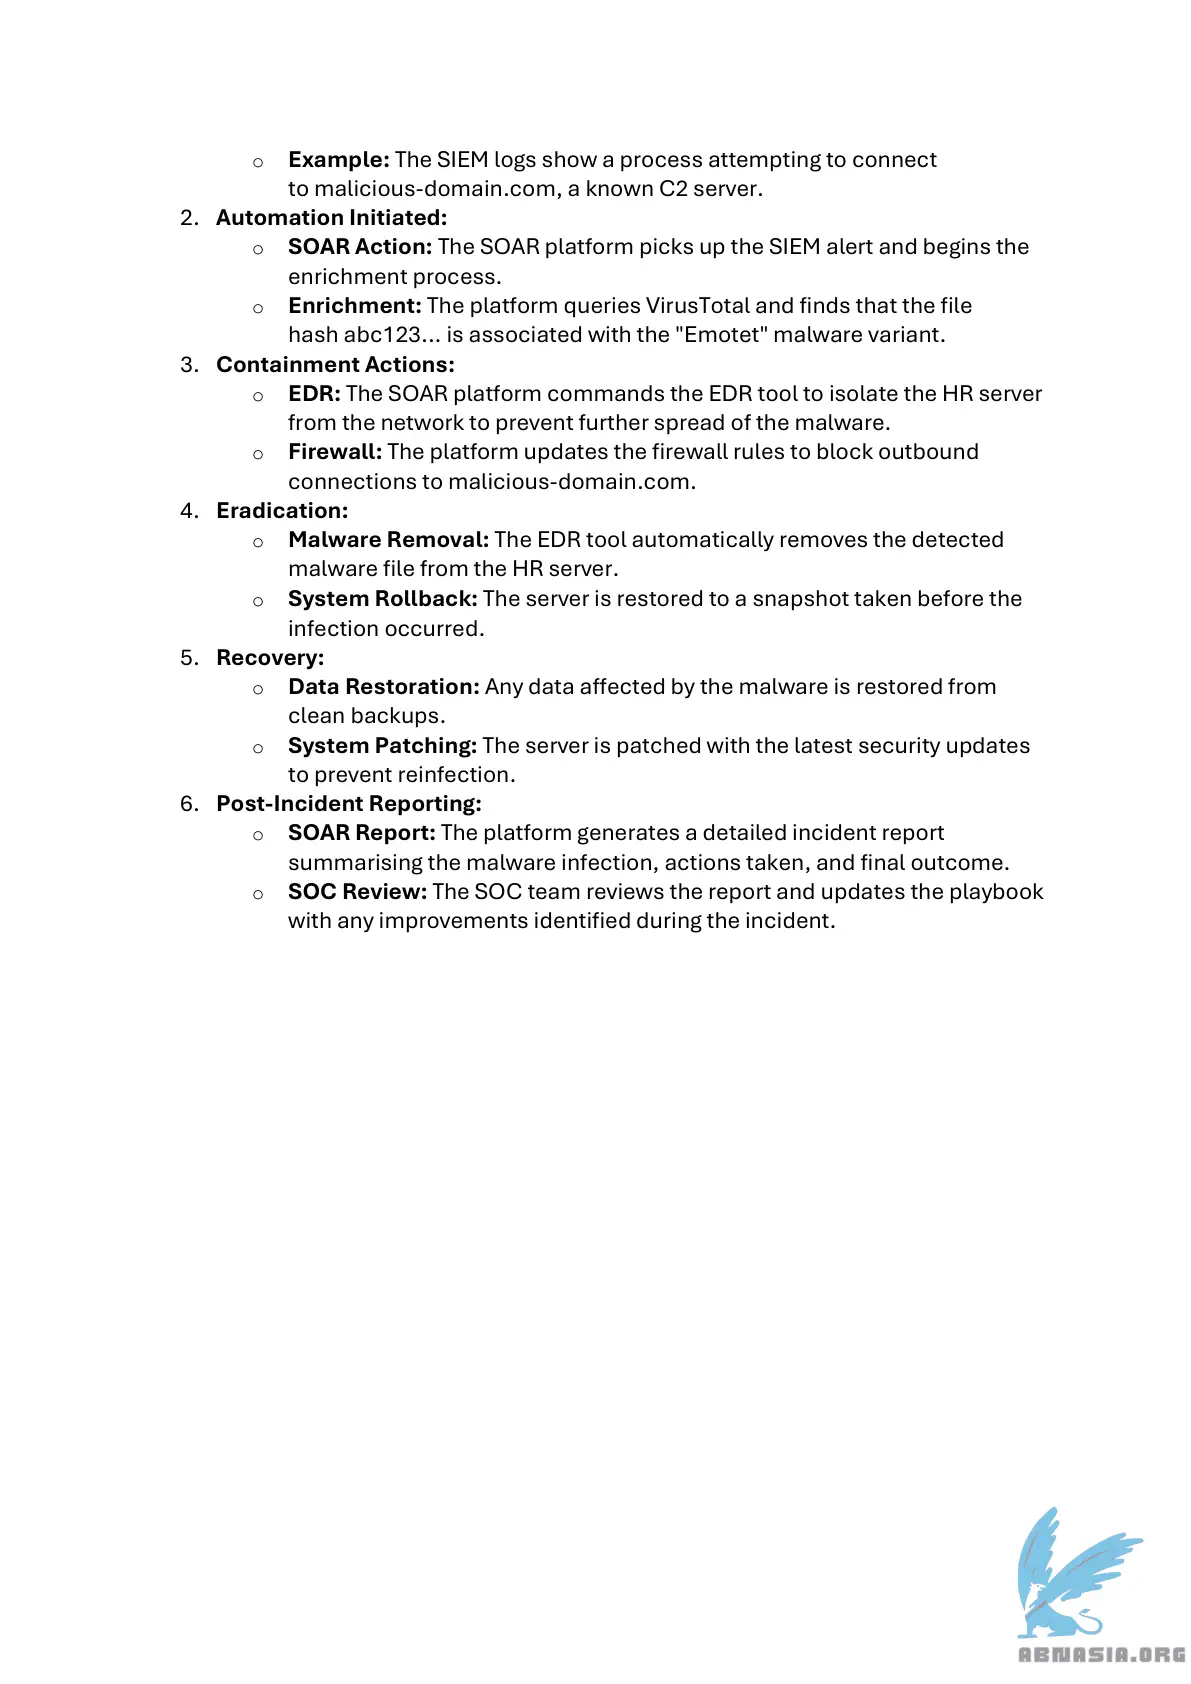 o Example: The SIEM logs show a process attempting to connect
to malicious-domain.com, a known C2 server.
2. Automation Initiated:
o SOAR Action: The SOAR platform picks up the SIEM alert and begins the
enrichment process.
o Enrichment: The platform queries VirusTotal and finds that the file
hash abc123... is associated with the "Emotet" malware variant.
3. Containment Actions:
o EDR: The SOAR platform commands the EDR tool to isolate the HR server
from the network to prevent further spread of the malware.
o Firewall: The platform updates the firewall rules to block outbound
connections to malicious-domain.com.
4. Eradication:
o Malware Removal: The EDR tool automatically removes the detected
malware file from the HR server.
o System Rollback: The server is restored to a snapshot taken before the
infection occurred.
5. Recovery:
o Data Restoration: Any data affected by the malware is restored from
clean backups.
o System Patching: The server is patched with the latest security updates
to prevent reinfection.
6. Post-Incident Reporting:
o SOAR Report: The platform generates a detailed incident report
summarising the malware infection, actions taken, and final outcome.
o SOC Review: The SOC team reviews the report and updates the playbook
with any improvements identified during the incident.
ABNASIA.ORG